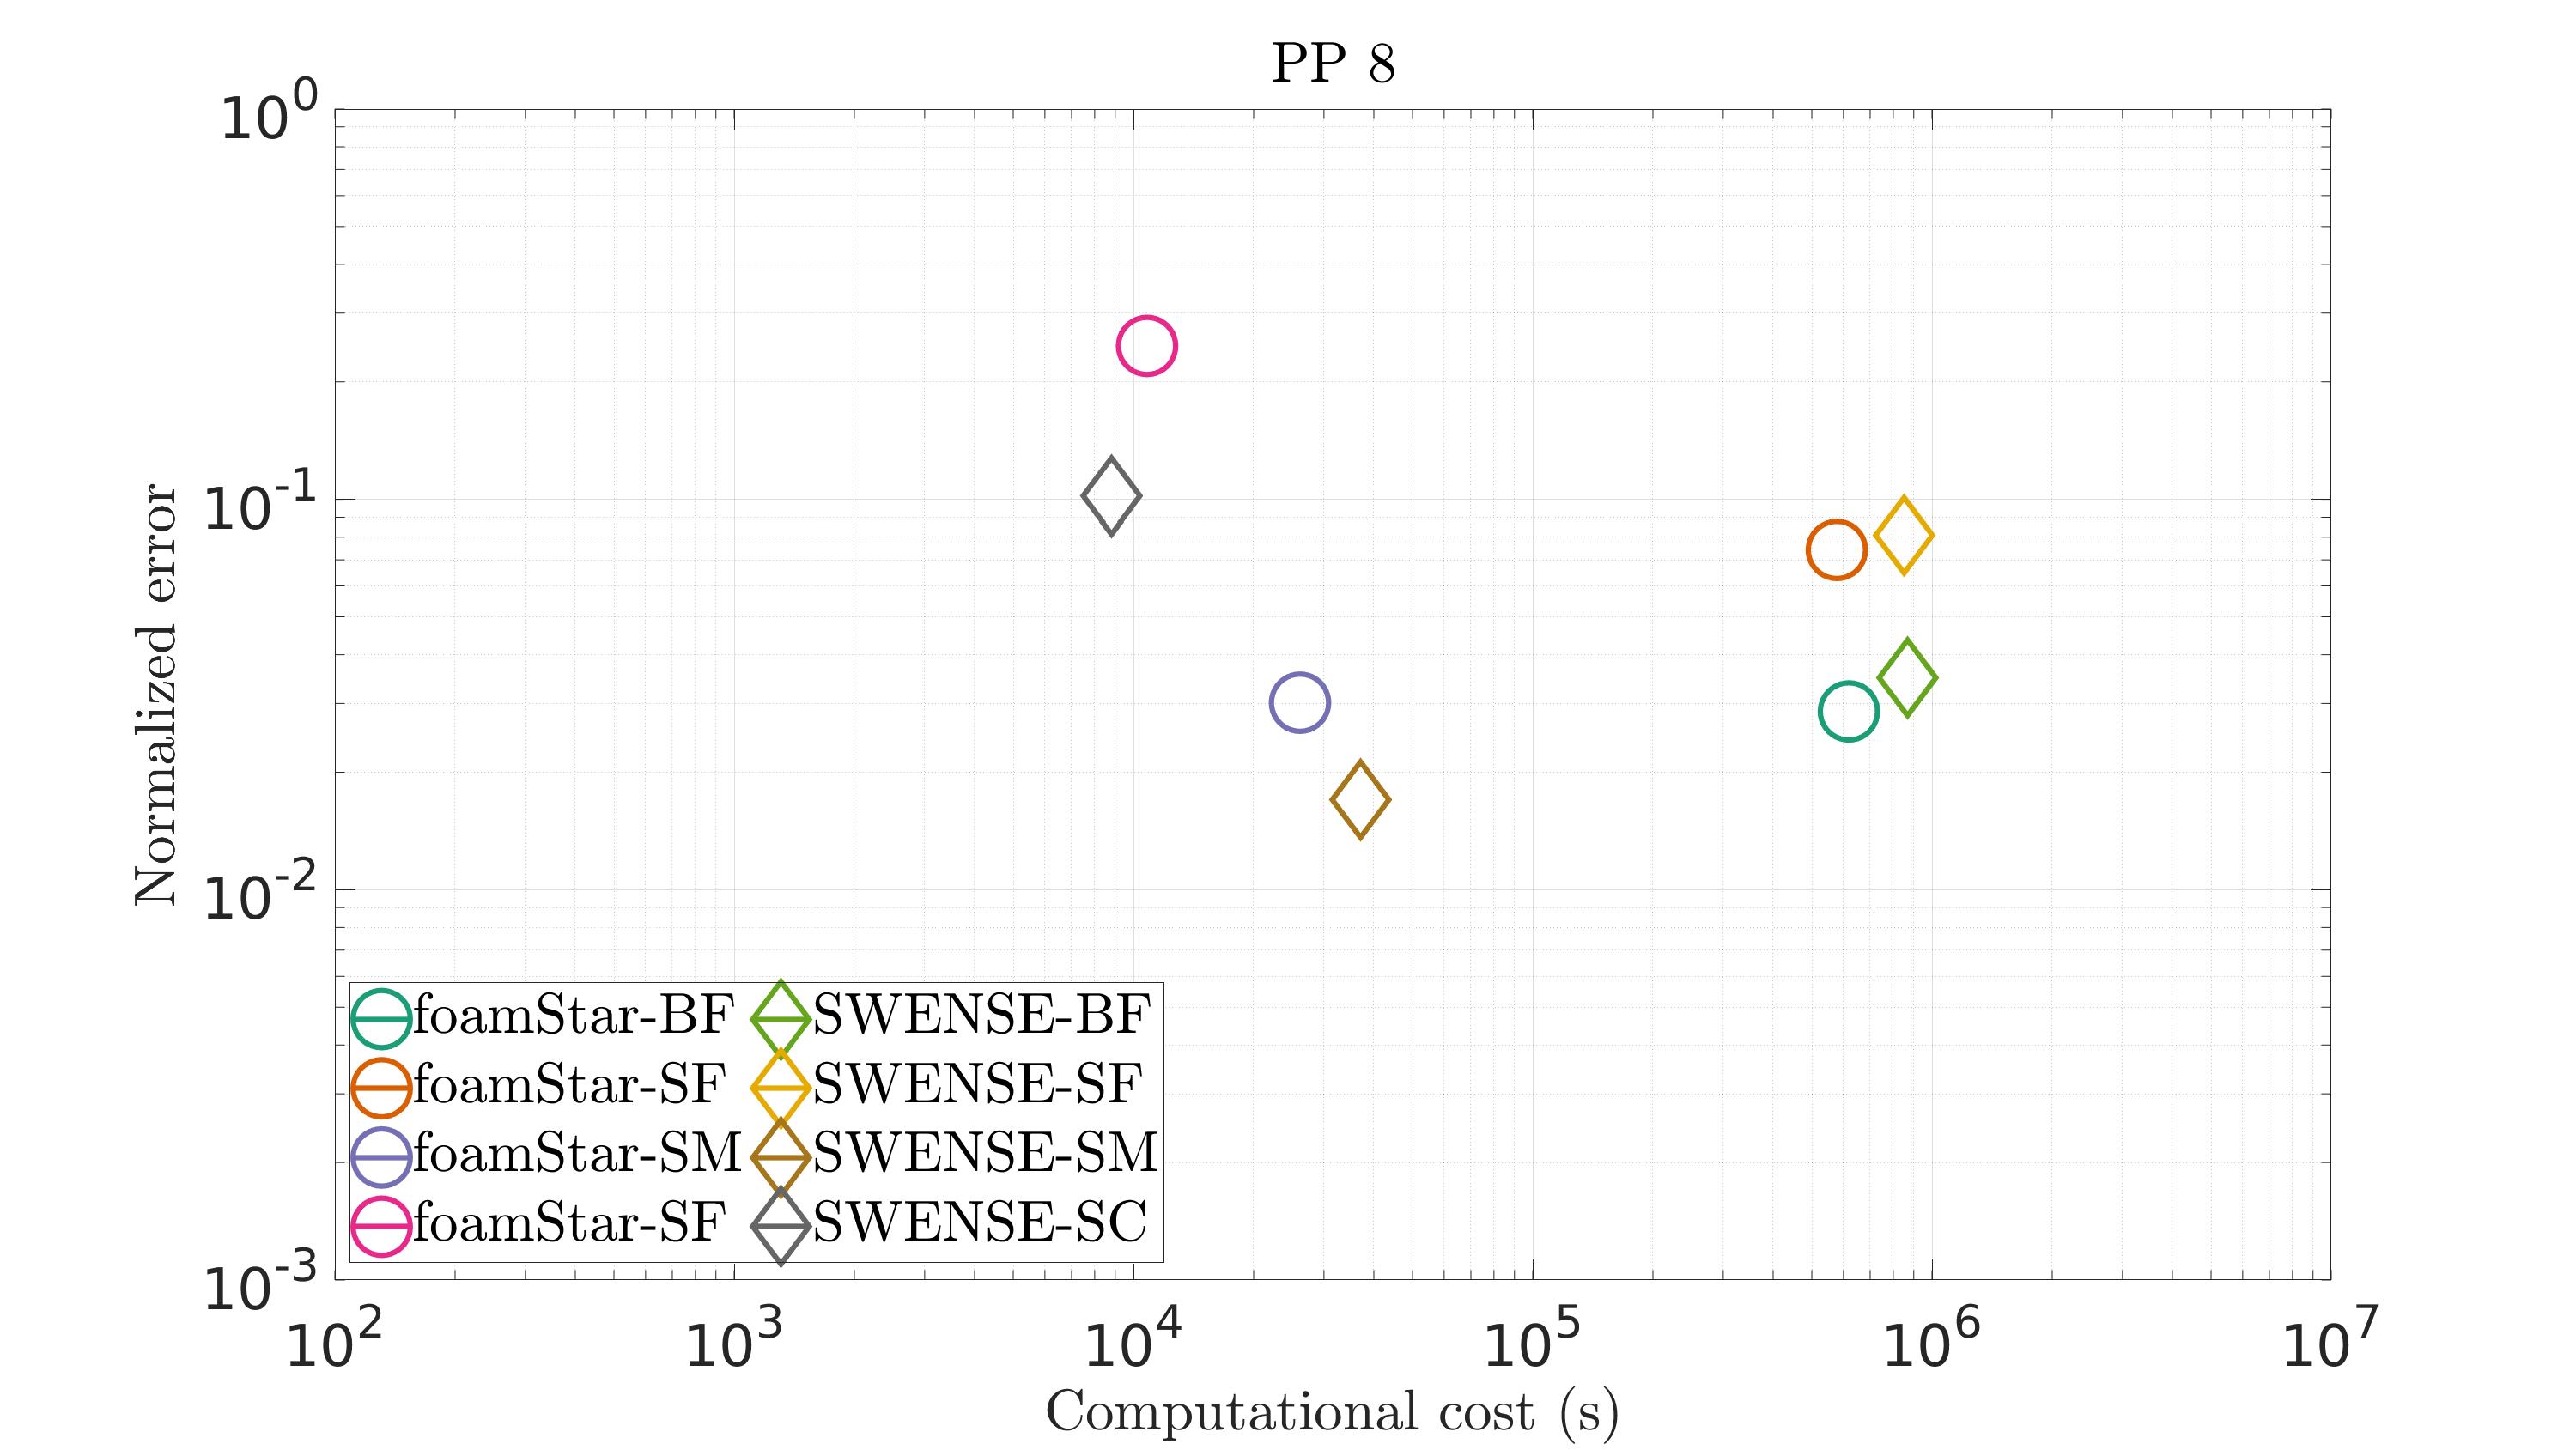 PP 8
10^0
10^-1
10^-2
10^-3
Normalized error
foamStar-BF SWENSE-BF
foamStar-SF SWENSE-SF
foamStar-SM SWENSE-SM
foamStar-SF SWENSE-SC
10^2 10^3 10^4 10^5 10^6 10^7
Computational cost (s)